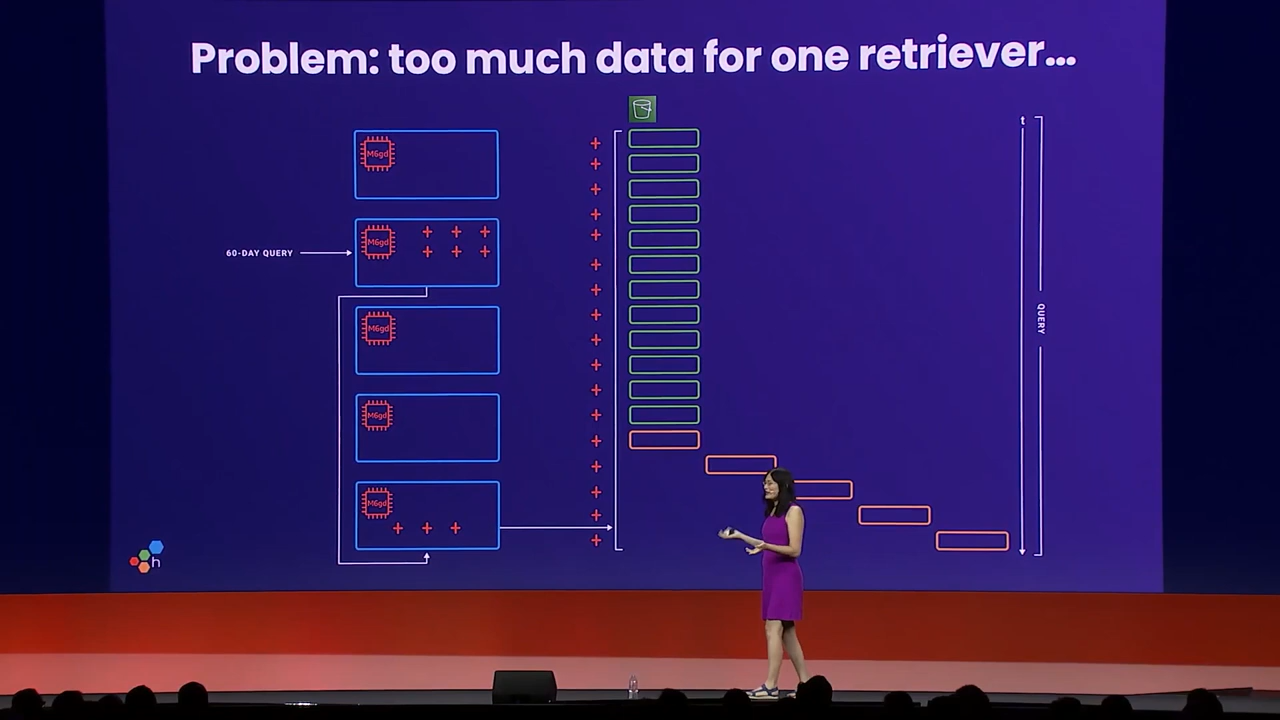 Problem: too much data for one retriever...
M6gd
t
60-DAY QUERY
M6gd
M6gd
QUERY
M6gd
M6gd
h